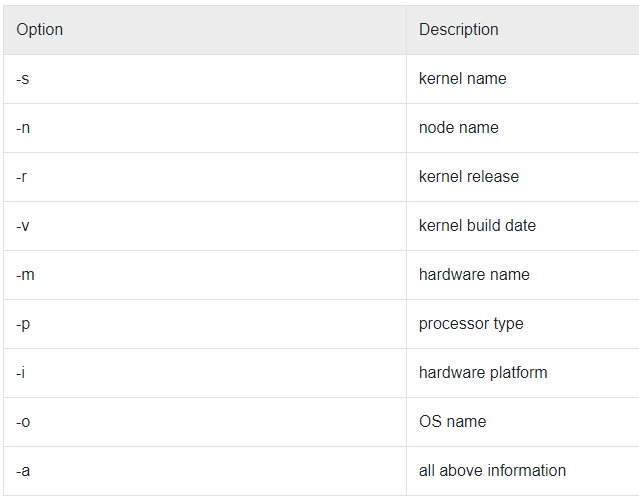 Option Description
-s kernel name
-n node name
-r kernel release
-v kernel build date
-m hardware name
-p processor type
-i hardware platform
-o OS name
-a all above information